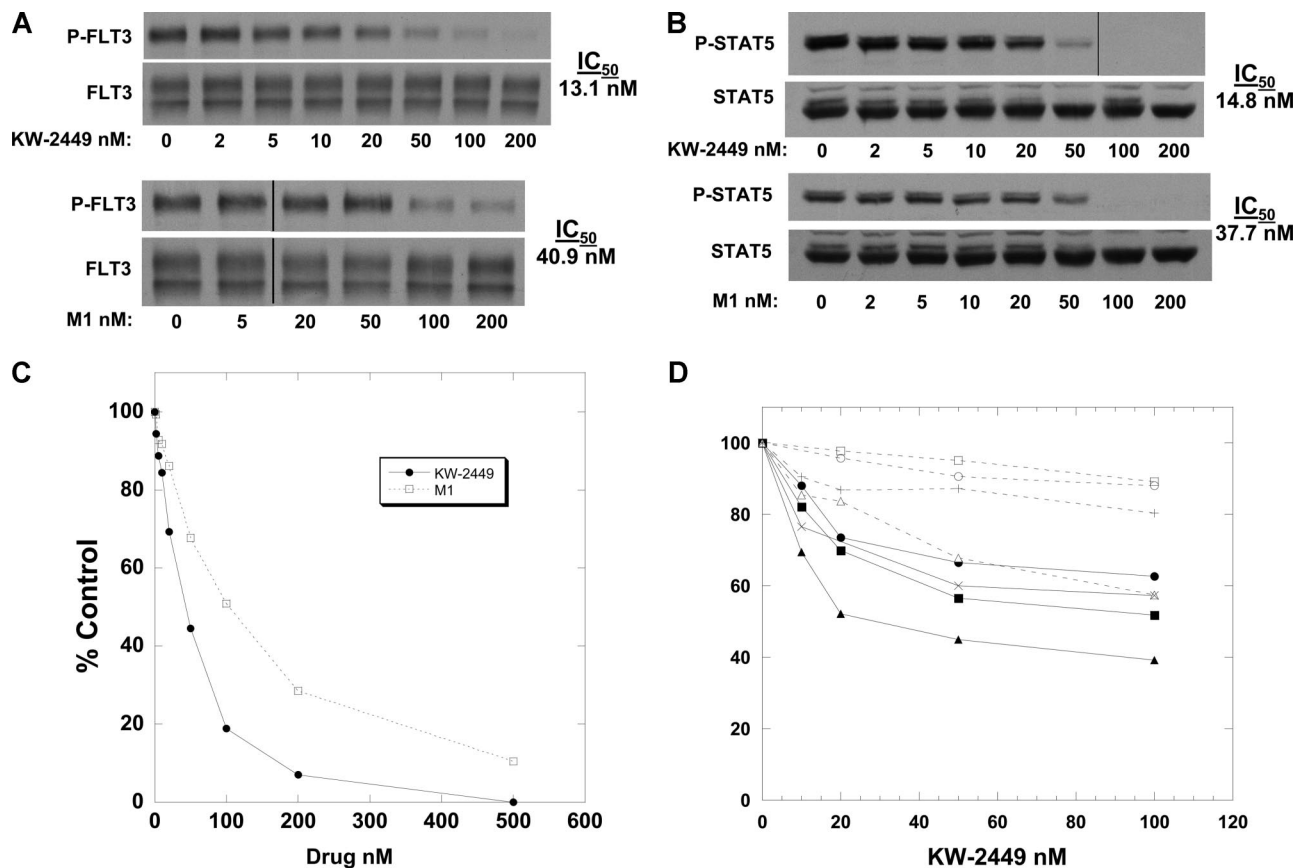 A
P-FLT3
FLT3
IC50
13.1 nM
KW-2449 nM: 0 2 5 10 20 50 100 200
P-FLT3
FLT3
IC50
40.9 nM
M1 nM: 0 5 20 50 100 200
B
P-STAT5
STAT5
IC50
14.8 nM
KW-2449 nM: 0 2 5 10 20 50 100 200
P-STAT5
STAT5
IC50
37.7 nM
M1 nM: 0 2 5 10 20 50 100 200
C
% Control
100
80
60
40
20
0
KW-2449
M1
0 100 200 300 400 500 600
Drug nM
D
100
80
60
40
20
0
0 20 40 60 80 100 120
KW-2449 nM